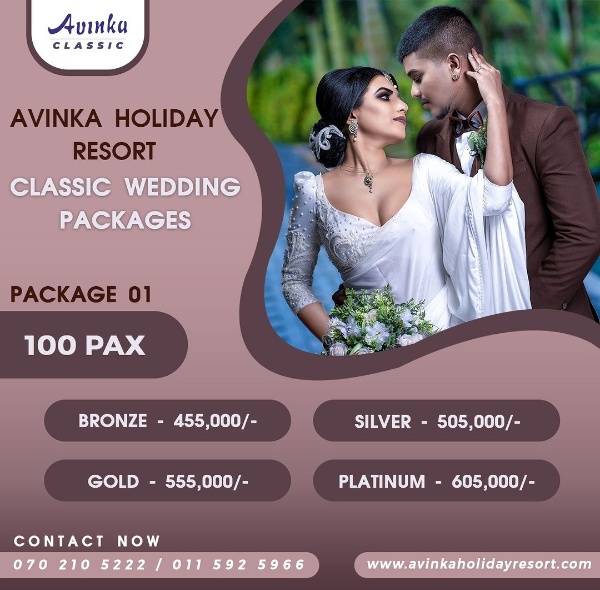 Avinka
CLASSIC
AVINKA HOLIDAY
RESORT
CLASSIC WEDDING
PACKAGES
PACKAGE 01
100 PAX
BRONZE - 455,000/-
SILVER - 505,000/-
GOLD - 555,000/-
PLATINUM - 605,000/-
CONTACT NOW
070 210 5222 / 011 592 5966
www.avinkaholidayresort.com